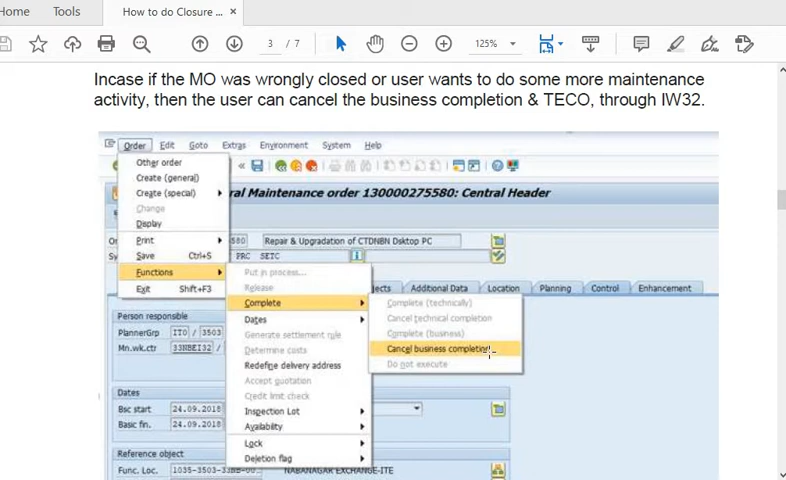 Home Tools How to do Closure ... ×
3 / 7 125%
Incase if the MO was wrongly closed or user wants to do some more maintenance
activity, then the user can cancel the business completion & TECO, through IW32.
Order Edit Goto Extras Environment System Help
Other order
Create (general)
Create (special)
Change
Display
Print
Save Ctrl+S
Functions
Exit Shift+F3
ral Maintenance order 130000275580: Central Header
580 Repair & Upgradation of CTDNBN Dsktop PC
PRC SETC
Put in process...
Release
Complete
Dates
Generate settlement rule
Determine costs
Redefine delivery address
Accept quotation
Credit limit check
Inspection Lot
Availability
Lock
Deletion flag
jects Additional Data Location Planning Control Enhancement
Complete (technically)
Cancel technical completion
Complete (business)
Cancel business completion
Do not execute
Person responsible
PlannerGrp IT0 / 3503
Mn.wk.ctr 33NBEI32 /
Dates
Bsc start 24.09.2018
Basic fin. 24.09.2018
Reference object
Func. Loc. NABANAGAR EXCHANGE-ITE